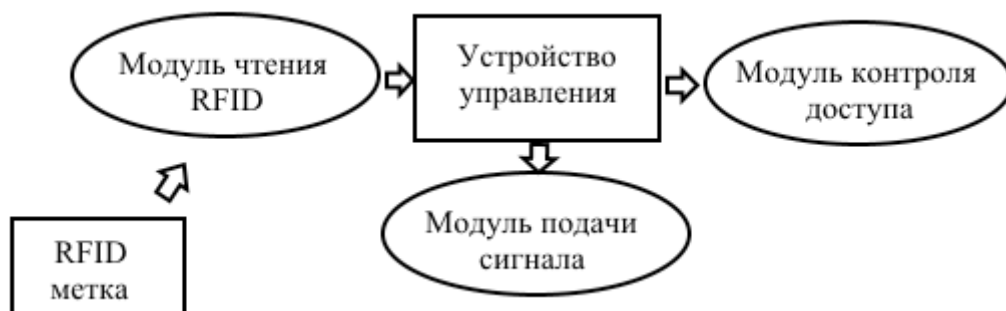 Модуль чтения
RFID
Устройство
управления
Модуль контроля
доступа
Модуль подачи
сигнала
RFID
метка